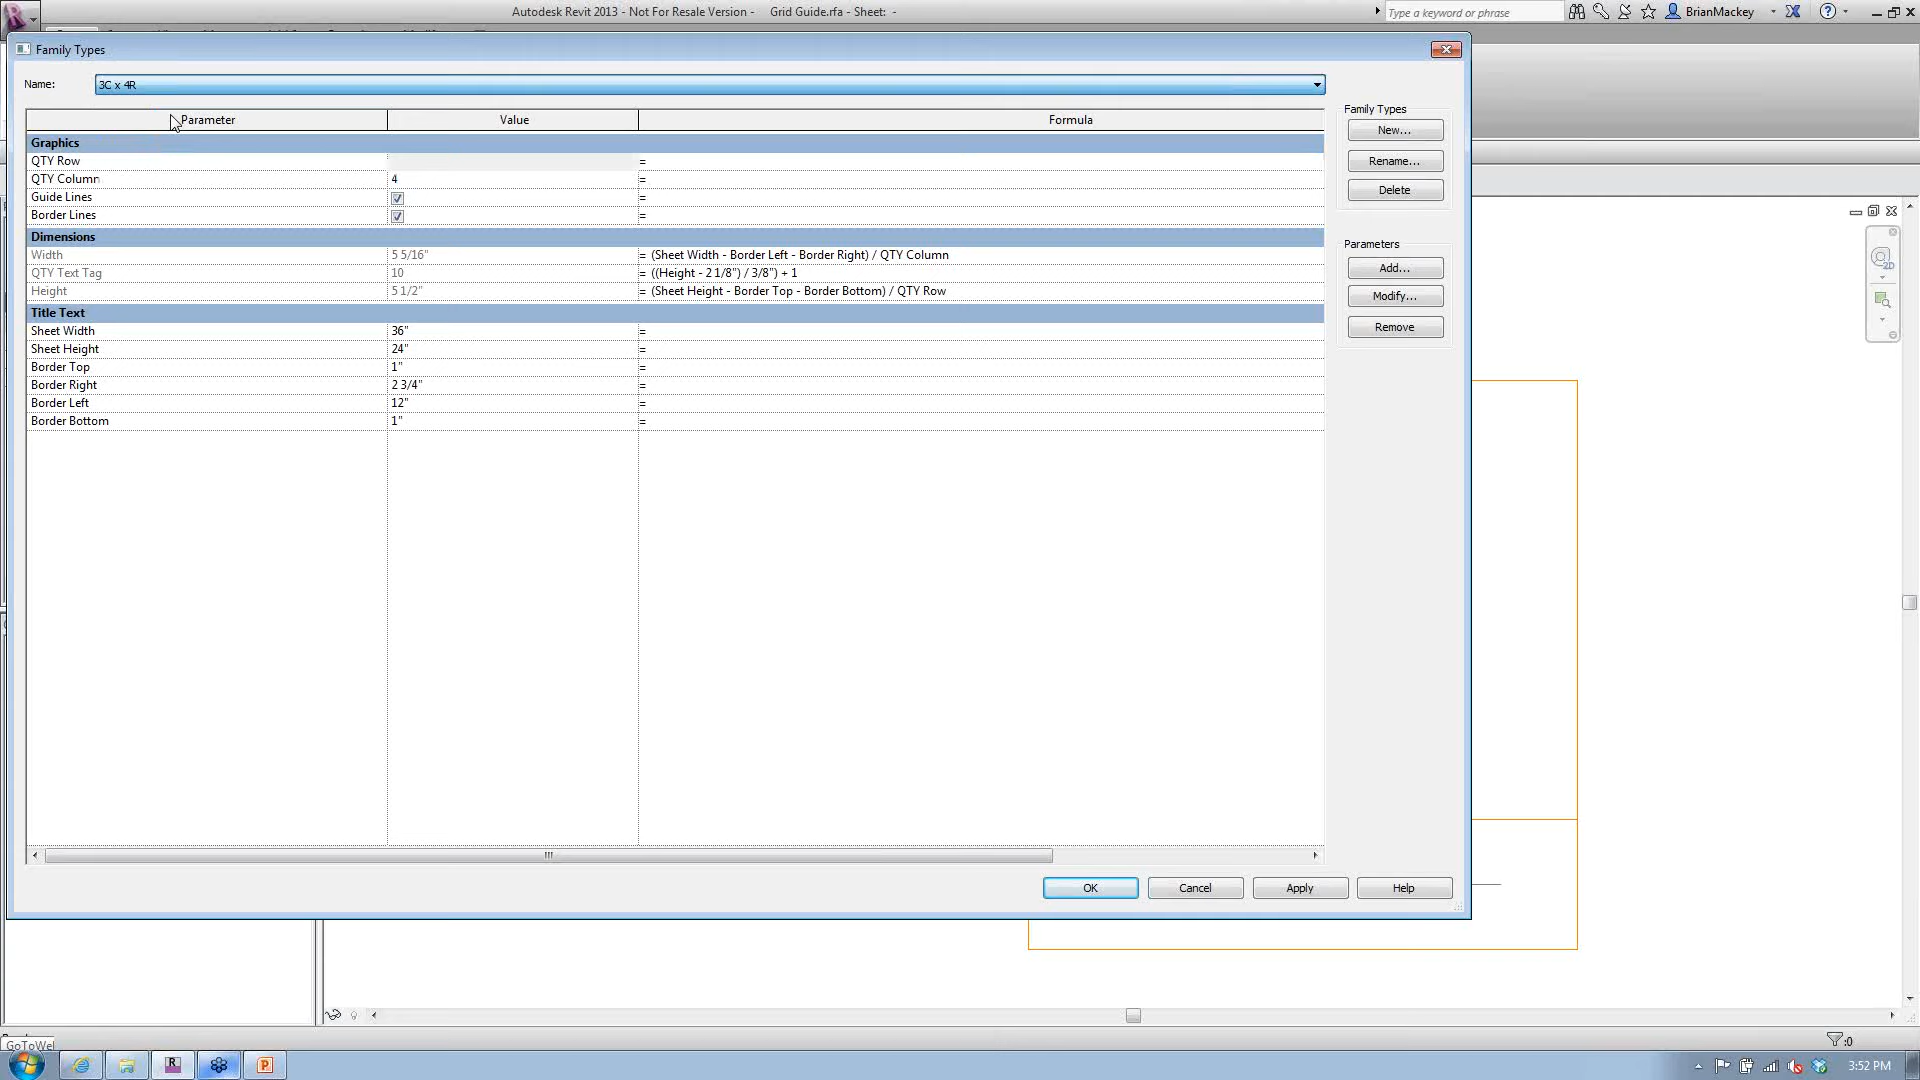 Autodesk Revit 2013 - Not For Resale Version - Grid Guide.rfa - Sheet: -
Type a keyword or phrase
BrianMackey
Family Types
Name:
3C x 4R
Parameter Value Formula
Graphics
QTY Row =
QTY Column 4 =
Guide Lines =
Border Lines =
Dimensions
Width 5 5/16" = (Sheet Width - Border Left - Border Right) / QTY Column
QTY Text Tag 10 = ((Height - 2 1/8") / 3/8") + 1
Height 5 1/2" = (Sheet Height - Border Top - Border Bottom) / QTY Row
Title Text
Sheet Width 36" =
Sheet Height 24" =
Border Top 1" =
Border Right 2 3/4" =
Border Left 12" =
Border Bottom 1" =
Family Types
New...
Rename...
Delete
Parameters
Add...
Modify...
Remove
2D
OK Cancel Apply Help
:0
GoToWe
3:52 PM